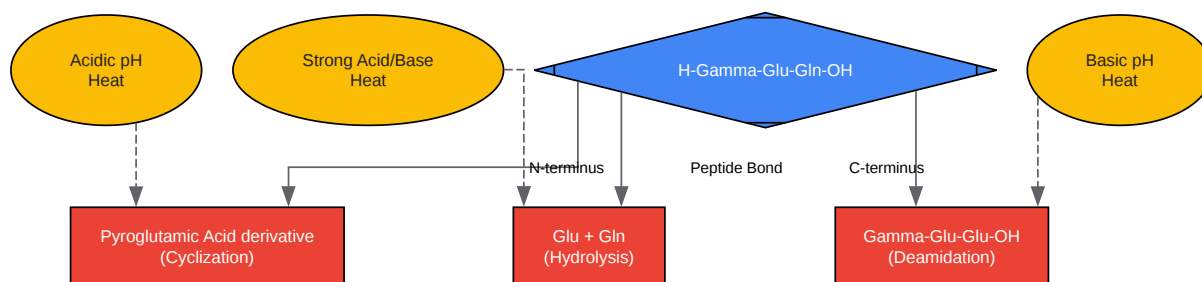 Acidic pH
Heat
Strong Acid/Base
Heat
H-Gamma-Glu-Gln-OH
Basic pH
Heat
N-terminus
Peptide Bond
C-terminus
Pyroglutamic Acid derivative
(Cyclization)
Glu + Gln
(Hydrolysis)
Gamma-Glu-Glu-OH
(Deamidation)